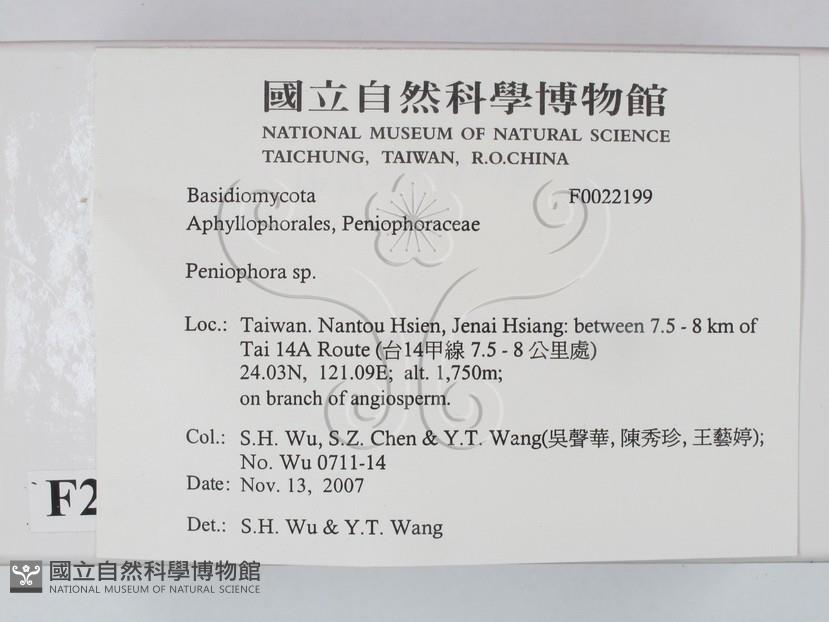 國立自然科學博物館
NATIONAL MUSEUM OF NATURAL SCIENCE
TAICHUNG, TAIWAN, R.O.CHINA
Basidiomycota F0022199
Aphyllophorales, Peniophoraceae
Peniophora sp.
Loc.: Taiwan. Nantou Hsien, Jenai Hsiang: between 7.5 - 8 km of
Tai 14A Route (台14甲線 7.5 - 8 公里處)
24.03N, 121.09E; alt. 1,750m;
on branch of angiosperm.
Col.: S.H. Wu, S.Z. Chen & Y.T. Wang(吳聲華, 陳秀珍, 王藝婷);
No. Wu 0711-14
Date: Nov. 13, 2007
Det.: S.H. Wu & Y.T. Wang
F2
國立自然科學博物館
NATIONAL MUSEUM OF NATURAL SCIENCE